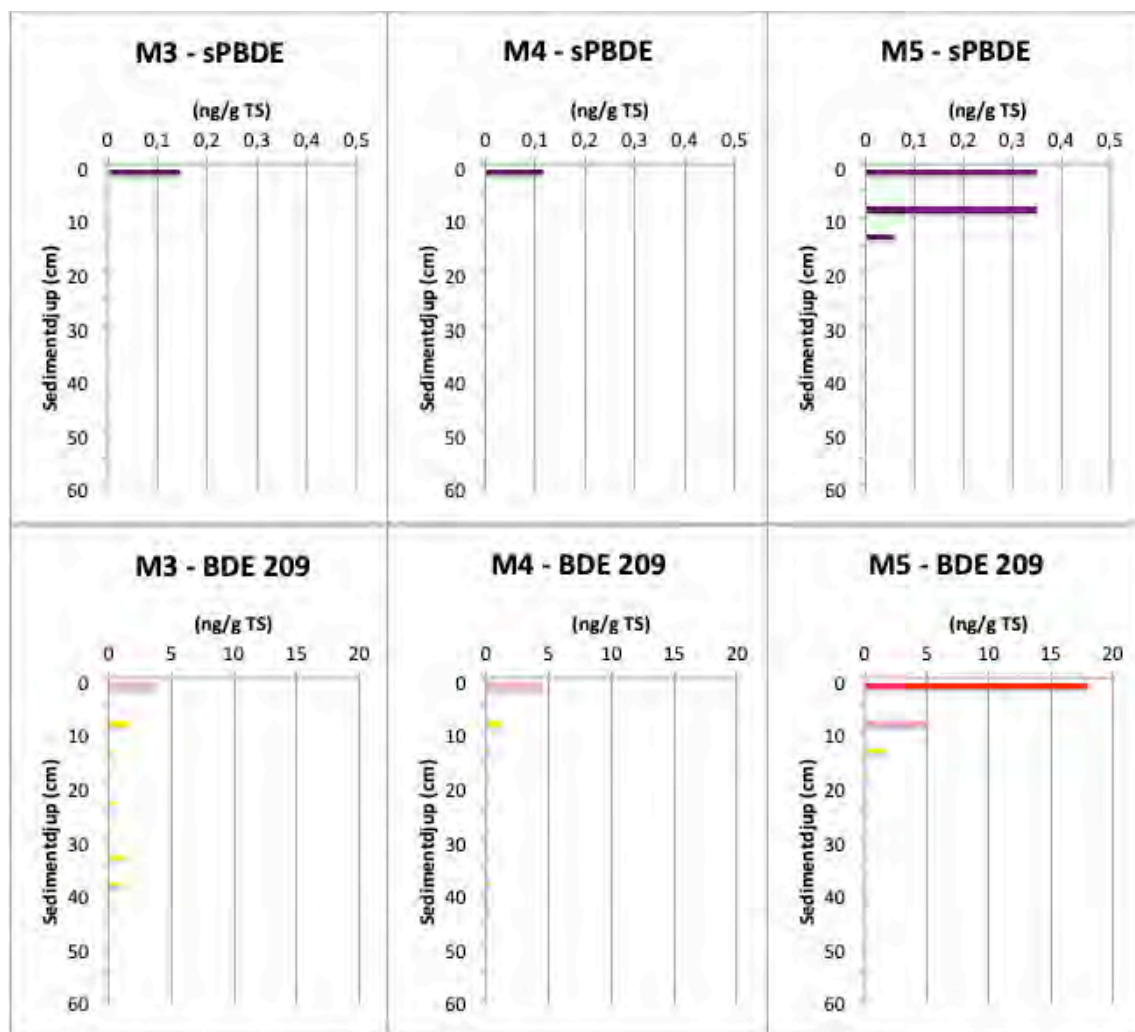 M3 - sPBDE
(ng/g TS)
0 0,1 0,2 0,3 0,4 0,5
Sedimentdjup (cm)
0
10
20
30
40
50
60
M4 - sPBDE
(ng/g TS)
0 0,1 0,2 0,3 0,4 0,5
Sedimentdjup (cm)
0
10
20
30
40
50
60
M5 - sPBDE
(ng/g TS)
0 0,1 0,2 0,3 0,4 0,5
Sedimentdjup (cm)
0
10
20
30
40
50
60
M3 - BDE 209
(ng/g TS)
0 5 10 15 20
Sedimentdjup (cm)
0
10
20
30
40
50
60
M4 - BDE 209
(ng/g TS)
0 5 10 15 20
Sedimentdjup (cm)
0
10
20
30
40
50
60
M5 - BDE 209
(ng/g TS)
0 5 10 15 20
Sedimentdjup (cm)
0
10
20
30
40
50
60